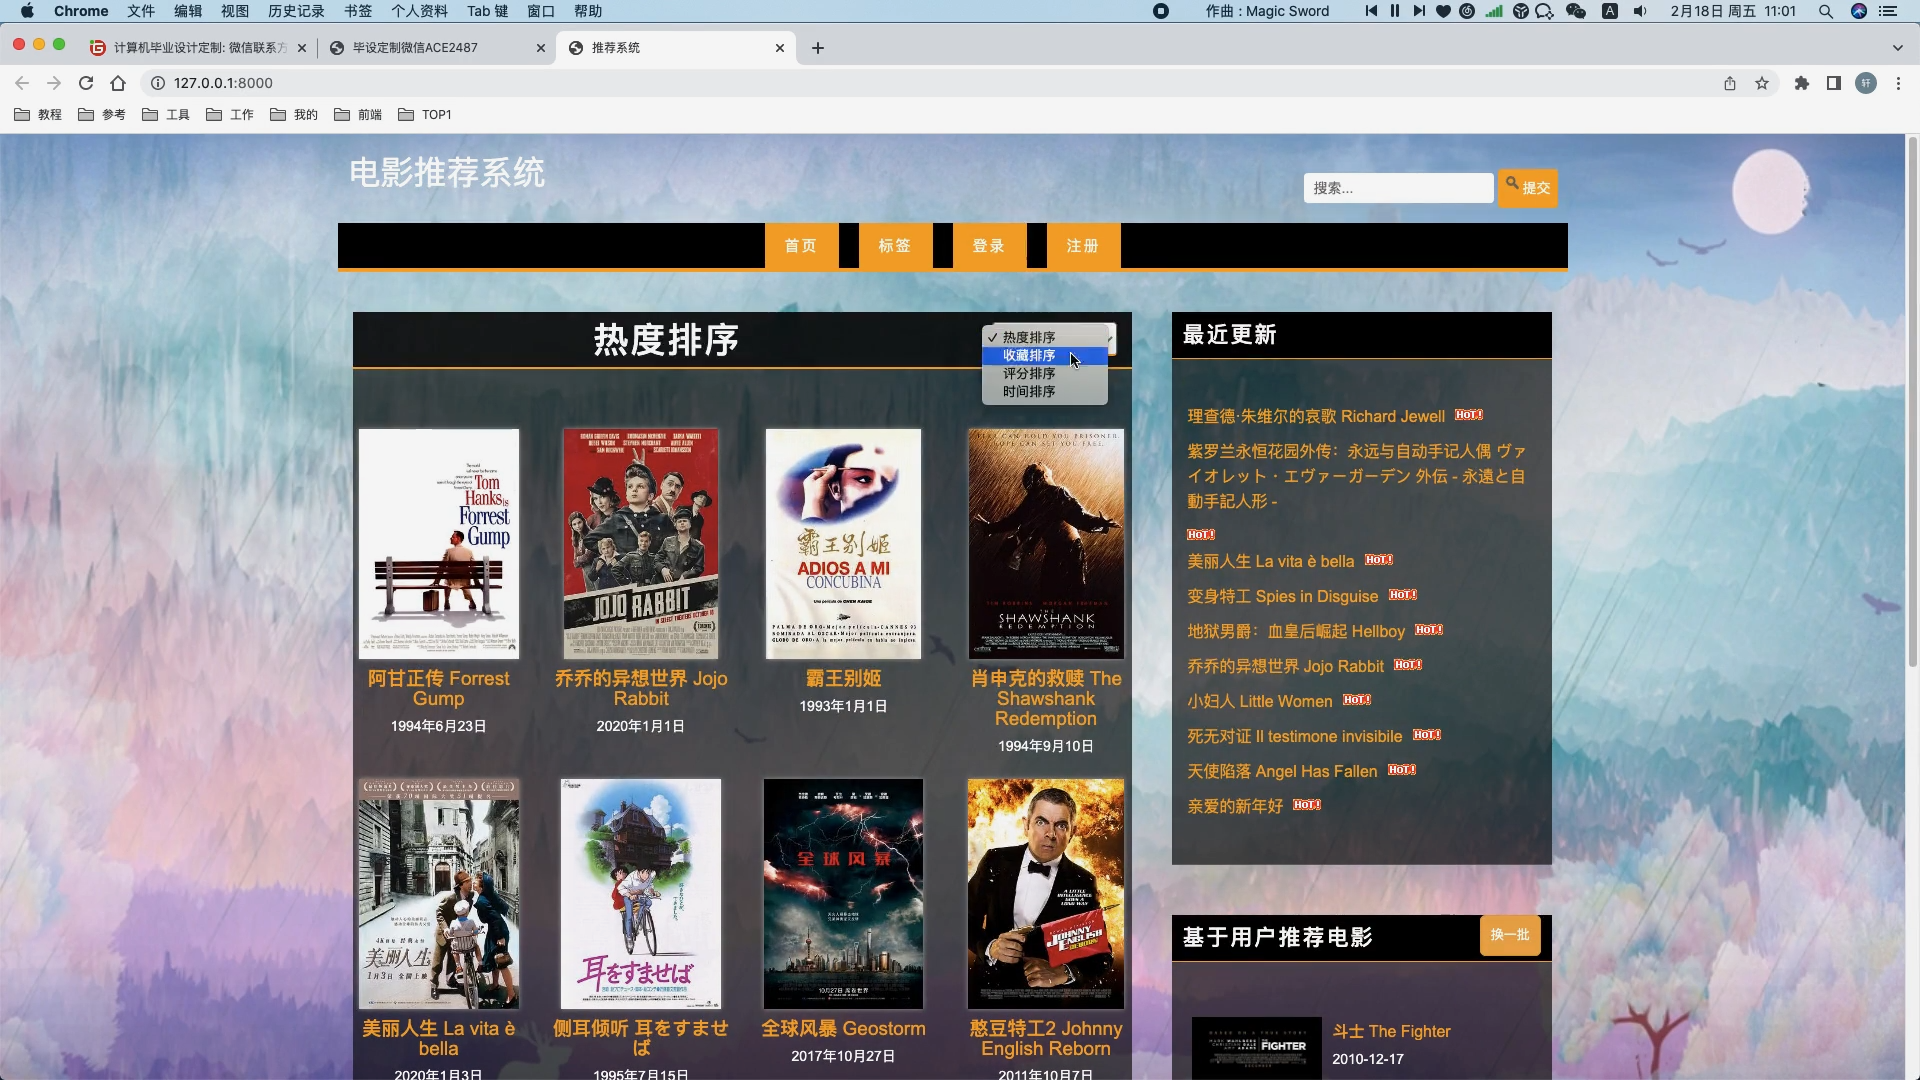 Chrome 文件 编辑 视图 历史记录 书签 个人资料 Tab 键 窗口 帮助 作曲 : Magic Sword A 2月18日 周五 11:01
计算机毕业设计定制: 微信联系方 毕设定制微信ACE2487 推荐系统
127.0.0.1:8000 轩
教程 参考 工具 工作 我的 前端 TOP1
电影推荐系统
搜索... 提交
首页 标签 登录 注册
热度排序
热度排序
收藏排序
评分排序
时间排序
Tom
Hanks is
Forrest
Gump
JOJO RABBIT
霸王别姬
ADIOS A MI
CONCUBINA
THE
SHAWSHANK
REDEMPTION
阿甘正传 Forrest
Gump
1994年6月23日
乔乔的异想世界 Jojo
Rabbit
2020年1月1日
霸王别姬
1993年1月1日
肖申克的救赎 The
Shawshank
Redemption
1994年9月10日
美丽人生
1月3日 全国上映
耳をすませば
全球风暴
10月27日
A LITTLE
INTELLIGENCE
GOES A
LONG WAY
JOHNNY
ENGLISH
REBORN
美丽人生 La vita è
bella
2020年1月3日
侧耳倾听 耳をすませ
ば
1995年7月15日
全球风暴 Geostorm
2017年10月27日
憨豆特工2 Johnny
English Reborn
2011年10月7日
最近更新
理查德·朱维尔的哀歌 Richard Jewell HOT!
紫罗兰永恒花园外传：永远与自动手记人偶 ヴァ
イオレット・エヴァーガーデン 外伝 - 永遠と自
動手記人形 -
HOT!
美丽人生 La vita è bella HOT!
变身特工 Spies in Disguise HOT!
地狱男爵：血皇后崛起 Hellboy HOT!
乔乔的异想世界 Jojo Rabbit HOT!
小妇人 Little Women HOT!
死无对证 Il testimone invisibile HOT!
天使陷落 Angel Has Fallen HOT!
亲爱的新年好 HOT!
基于用户推荐电影 换一批
THE FIGHTER
斗士 The Fighter
2010-12-17